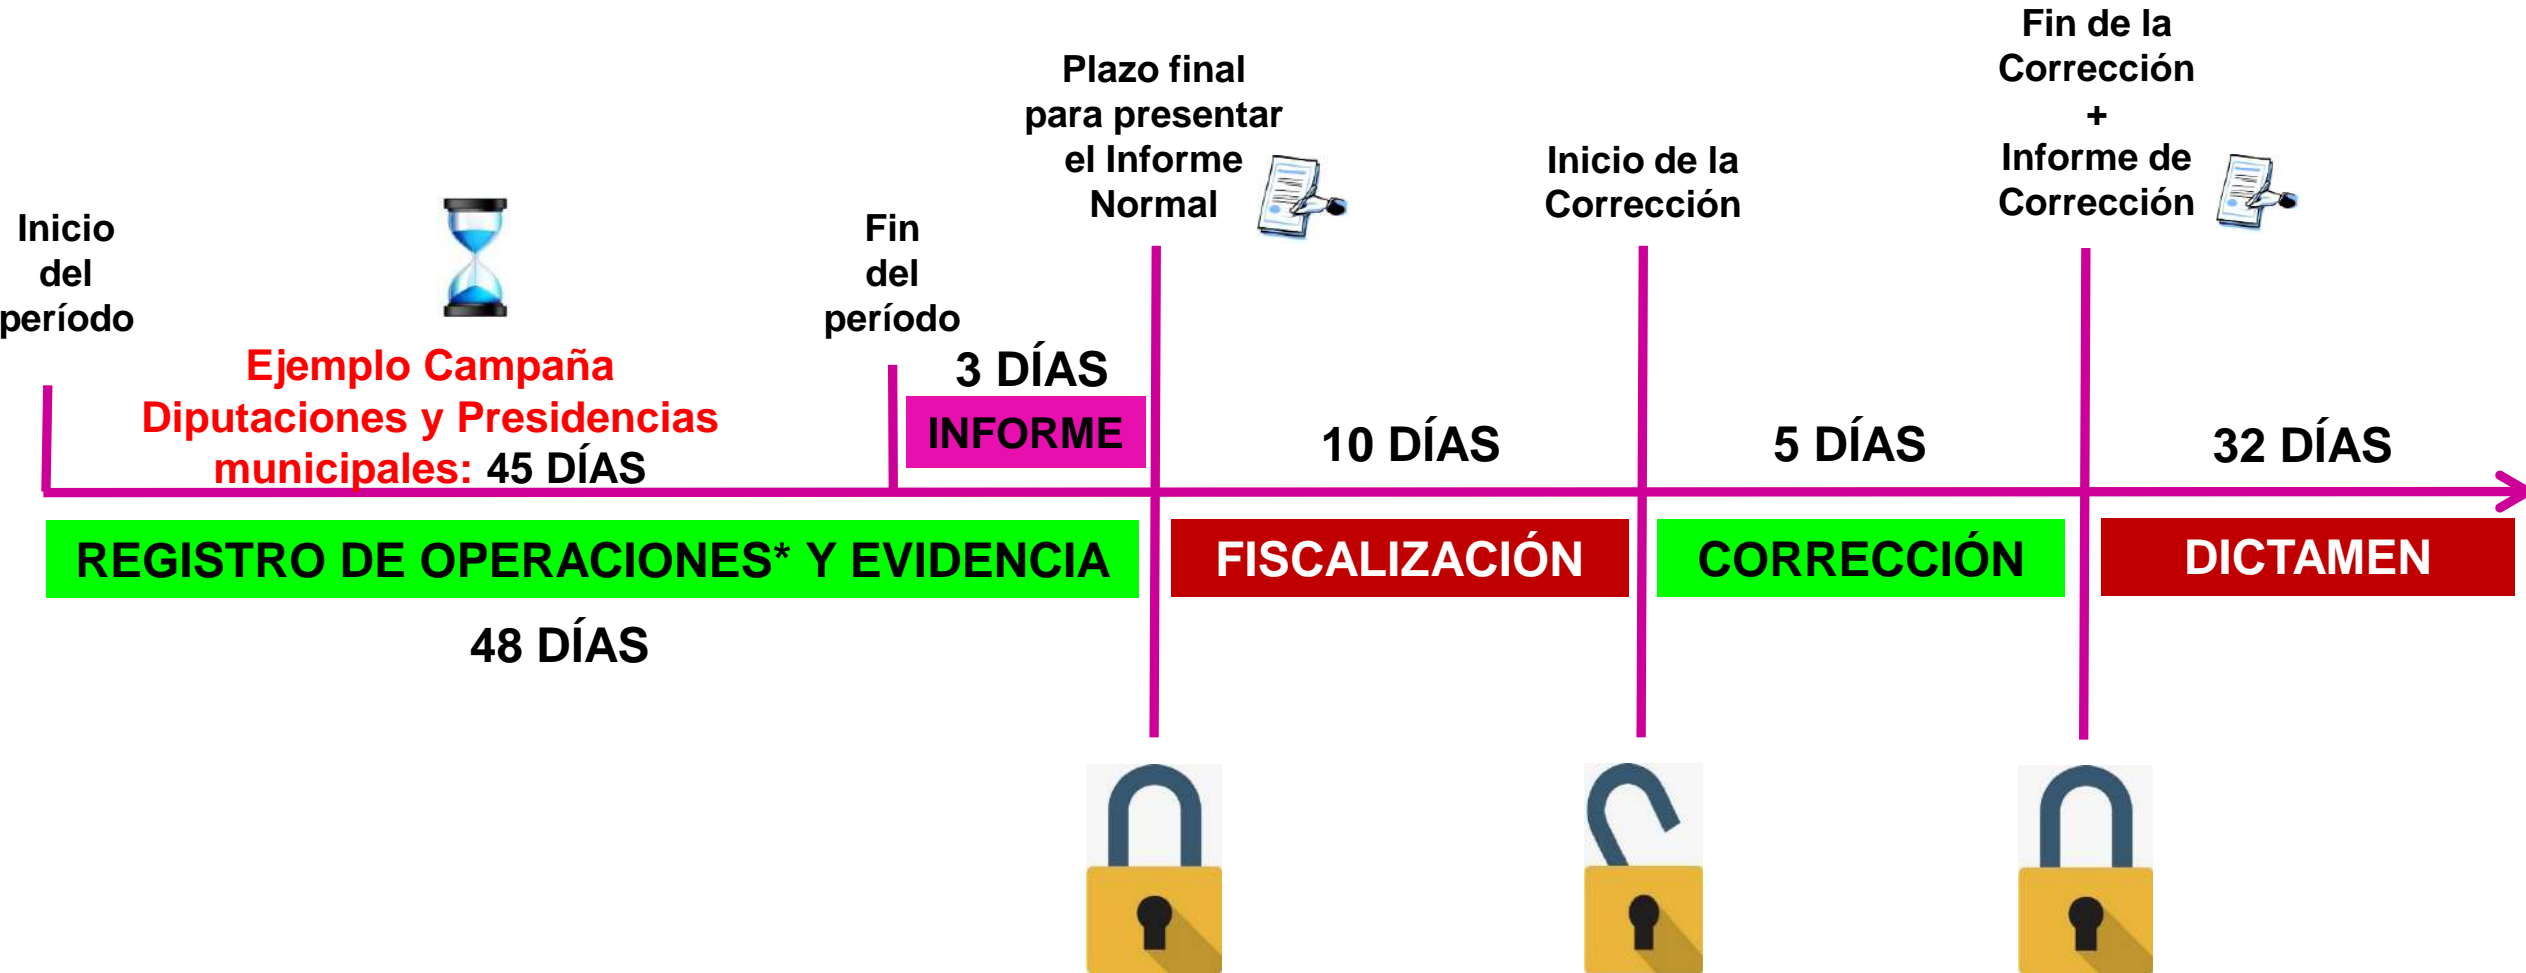 Inicio
del
período
Ejemplo Campaña
Diputaciones y Presidencias
municipales: 45 DÍAS
Fin
del
período
3 DÍAS
INFORME
Plazo final
para presentar
el Informe
Normal
10 DÍAS
Inicio de la
Corrección
5 DÍAS
Fin de la
Corrección
+
Informe de
Corrección
32 DÍAS
REGISTRO DE OPERACIONES* Y EVIDENCIA
FISCALIZACIÓN
CORRECCIÓN
DICTAMEN
48 DÍAS